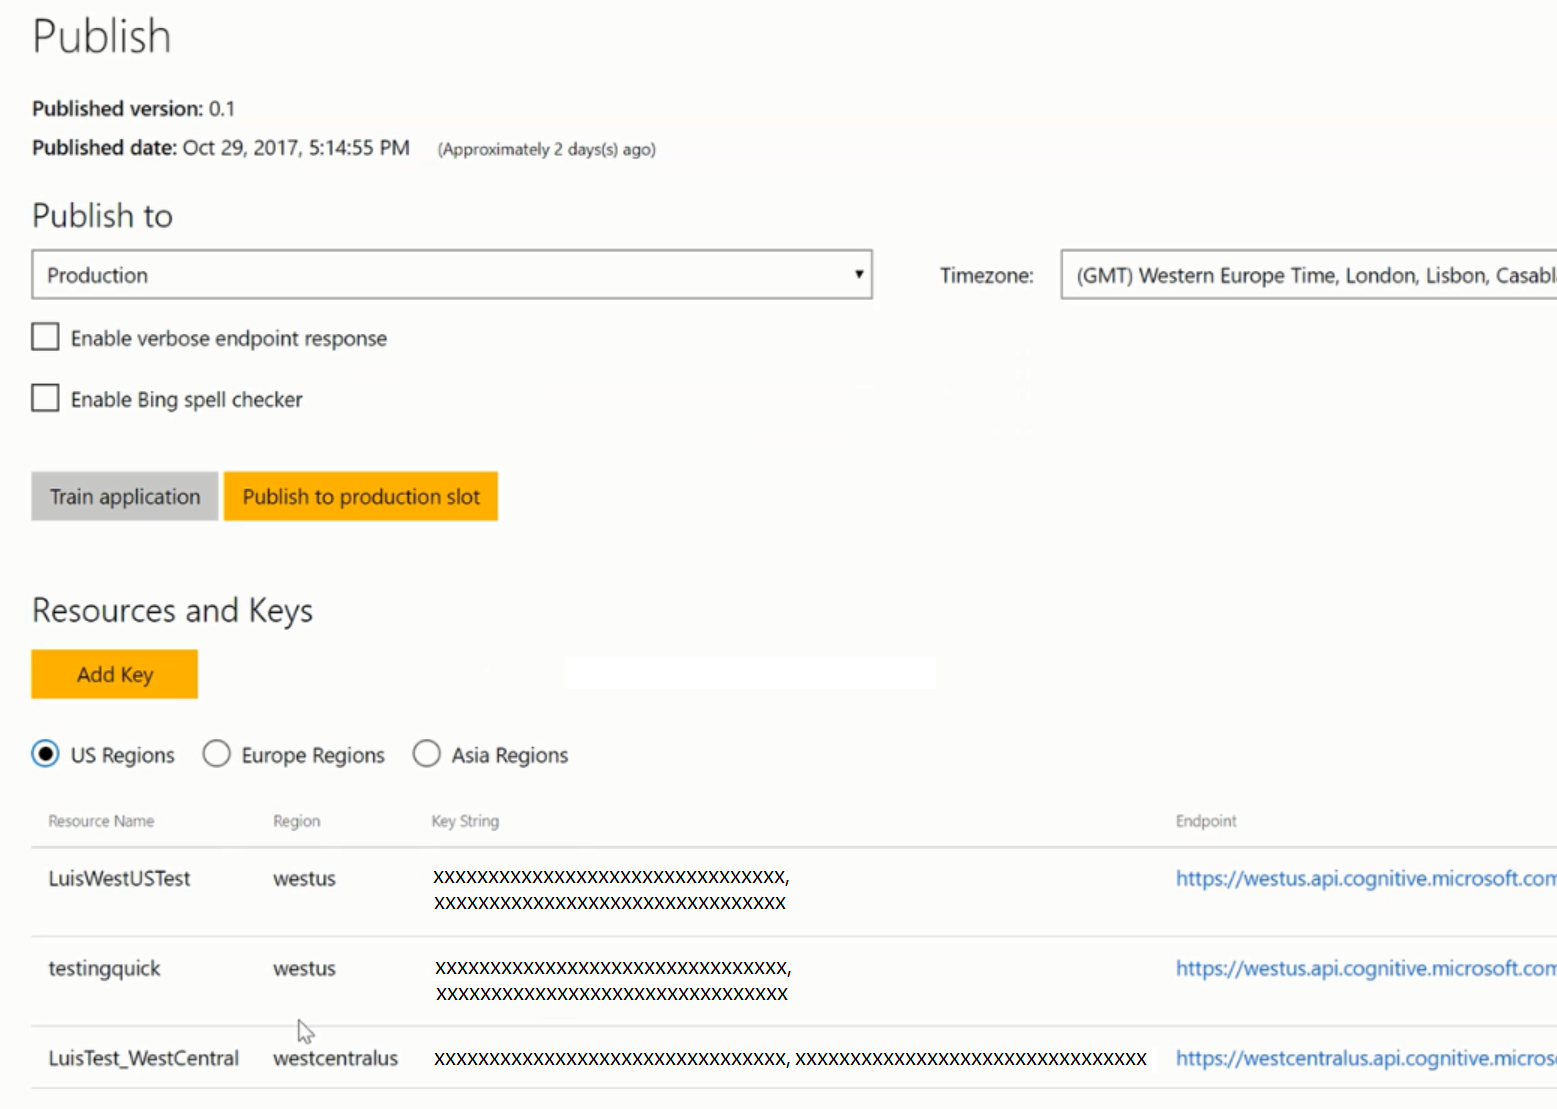 Publish
Published version: 0.1
Published date: Oct 29, 2017, 5:14:55 PM (Approximately 2 days(s) ago)
Publish to
Production Timezone: (GMT) Western Europe Time, London, Lisbon, Casabl
Enable verbose endpoint response
Enable Bing spell checker
Train application Publish to production slot
Resources and Keys
Add Key
US Regions Europe Regions Asia Regions
Resource Name Region Key String Endpoint
LuisWestUSTest westus xxxxxxxxxxxxxxxxxxxxxxxxxxxxxxxx, https://westus.api.cognitive.microsoft.com
xxxxxxxxxxxxxxxxxxxxxxxxxxxxxxxx
testingquick westus xxxxxxxxxxxxxxxxxxxxxxxxxxxxxxxx, https://westus.api.cognitive.microsoft.com
xxxxxxxxxxxxxxxxxxxxxxxxxxxxxxxx
LuisTest_WestCentral westcentralus xxxxxxxxxxxxxxxxxxxxxxxxxxxxxxxx, xxxxxxxxxxxxxxxxxxxxxxxxxxxxxxxx https://westcentralus.api.cognitive.micros